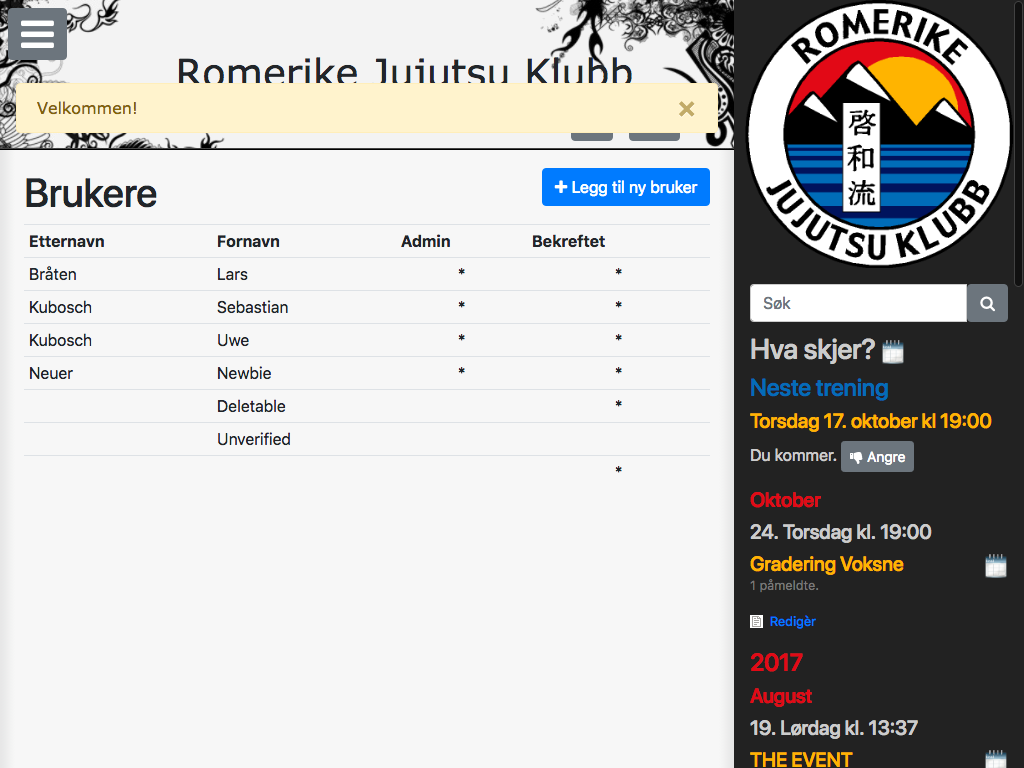 Romerike Jujutsu Klubb
Velkommen!
×
Brukere
Legg til ny bruker
Etternavn Fornavn Admin Bekreftet
Bråten Lars * *
Kubosch Sebastian * *
Kubosch Uwe * *
Neuer Newbie * *
Deletable *
Unverified
*
ROMERIKE
啓和流
JUJUTSU KLUBB
Søk
Hva skjer?
Neste trening
Torsdag 17. oktober kl 19:00
Du kommer. Angre
Oktober
24. Torsdag kl. 19:00
Gradering Voksne
1 påmeldte.
Redigèr
2017
August
19. Lørdag kl. 13:37
THE EVENT